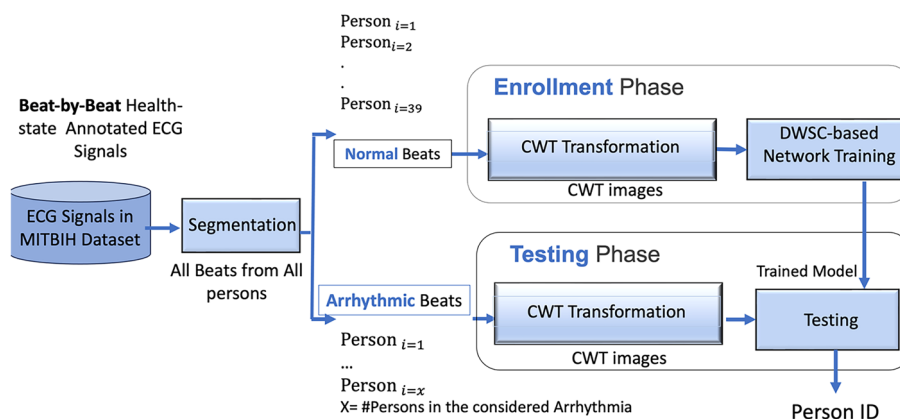 Beat-by-Beat Health-
state Annotated ECG
Signals
ECG Signals in
MITBIH Dataset
Segmentation
All Beats from All
persons
Person i=1
Person i=2
.
.
Person i=39
Normal Beats
Enrollment Phase
CWT Transformation
CWT images
DWSC-based
Network Training
Arrhythmic Beats
Person i=1
...
Person i=x
X= #Persons in the considered Arrhythmia
Testing Phase
CWT Transformation
CWT images
Trained Model
Testing
Person ID